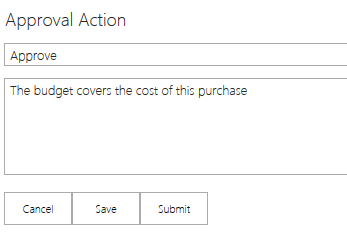 Approval Action
Approve
The budget covers the cost of this purchase
Cancel Save Submit